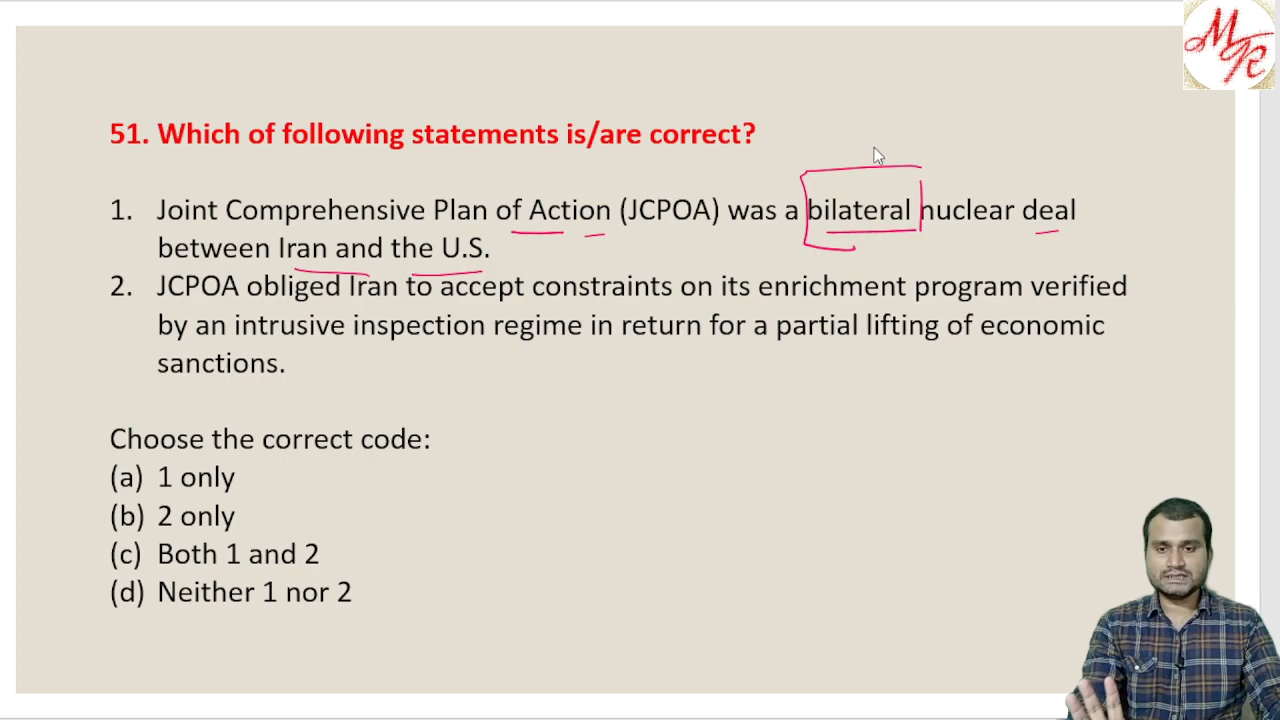 MR
51. Which of following statements is/are correct?
1. Joint Comprehensive Plan of Action (JCPOA) was a bilateral nuclear deal
between Iran and the U.S.
2. JCPOA obliged Iran to accept constraints on its enrichment program verified
by an intrusive inspection regime in return for a partial lifting of economic
sanctions.
Choose the correct code:
(a) 1 only
(b) 2 only
(c) Both 1 and 2
(d) Neither 1 nor 2